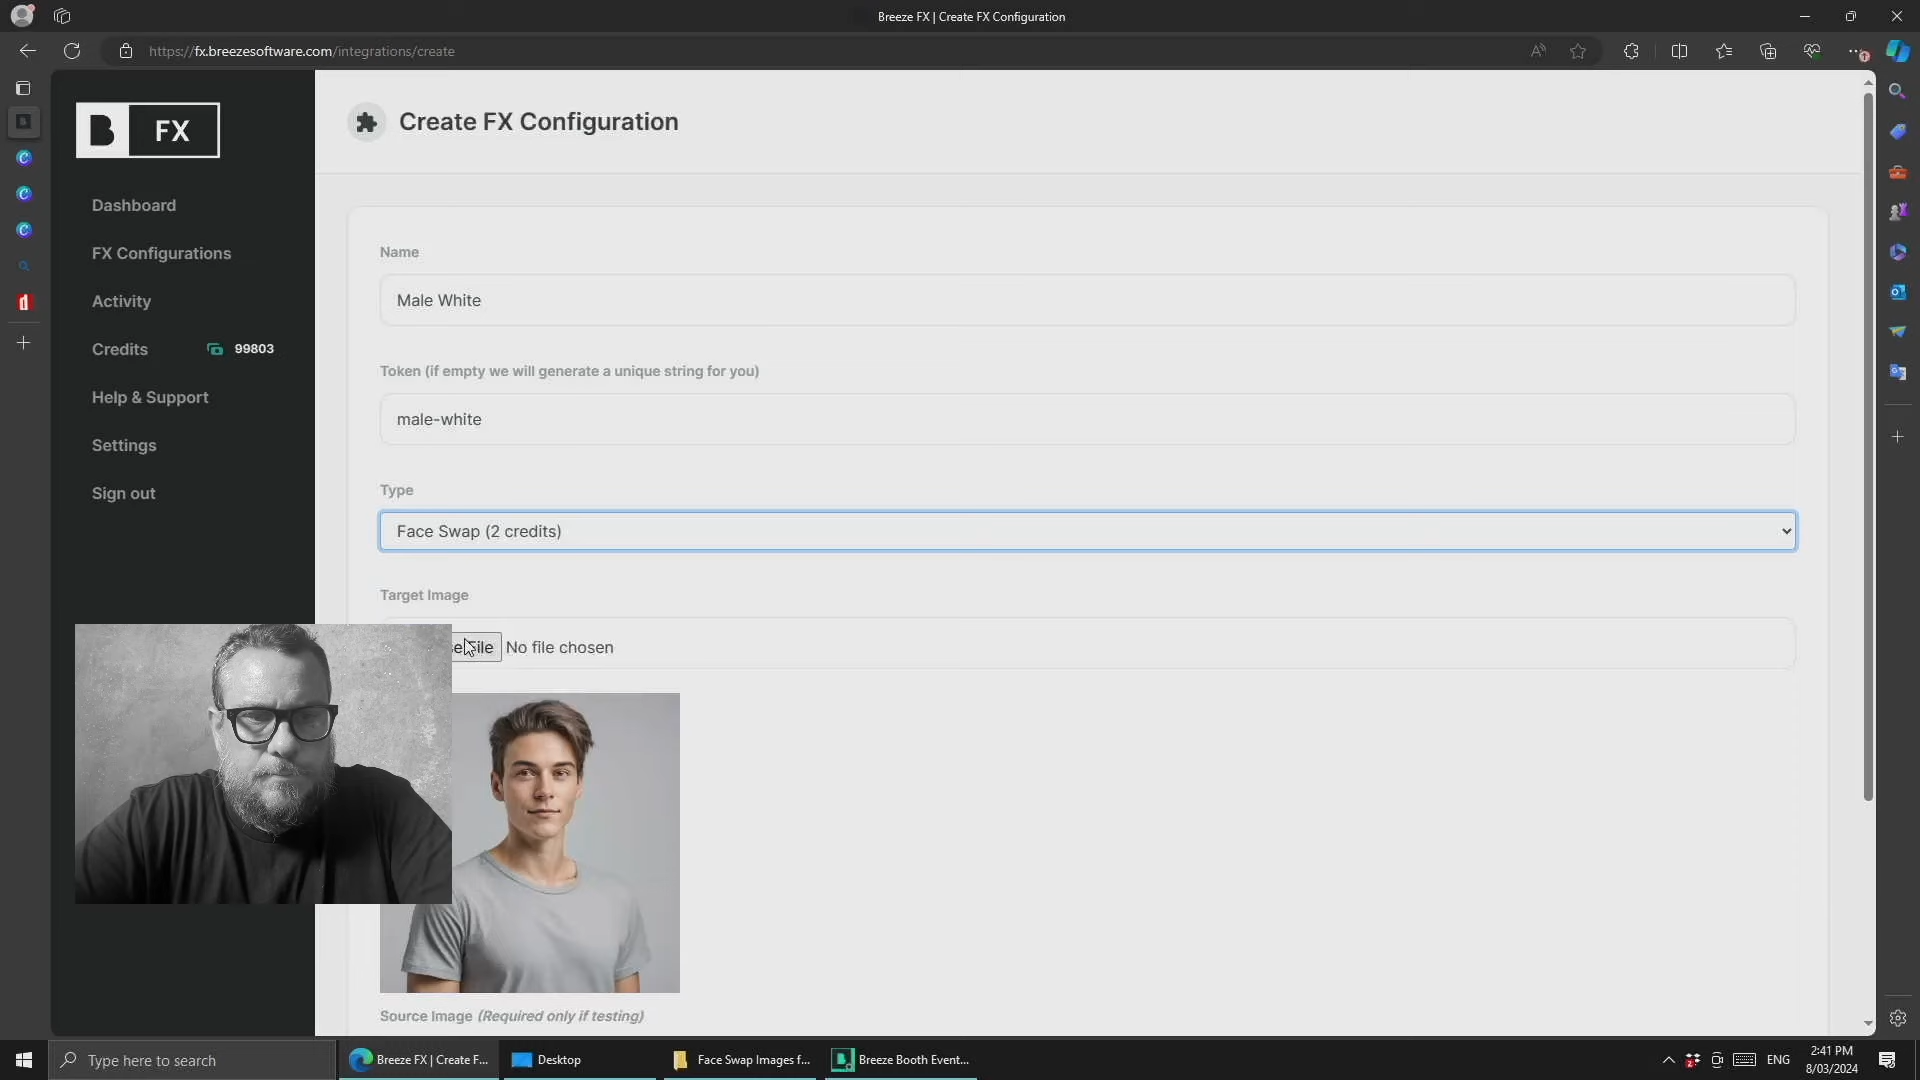 Breeze FX | Create FX Configuration
https://fx.breezesoftware.com/integrations/create
B FX
Create FX Configuration
Dashboard
FX Configurations
Activity
Credits 99803
Help & Support
Settings
Sign out
Name
Male White
Token (if empty we will generate a unique string for you)
male-white
Type
Face Swap (2 credits)
Target Image
File No file chosen
Source Image (Required only if testing)
Type here to search
Breeze FX | Create F...
Desktop
Face Swap Images f...
Breeze Booth Event...
ENG
2:41 PM
8/03/2024